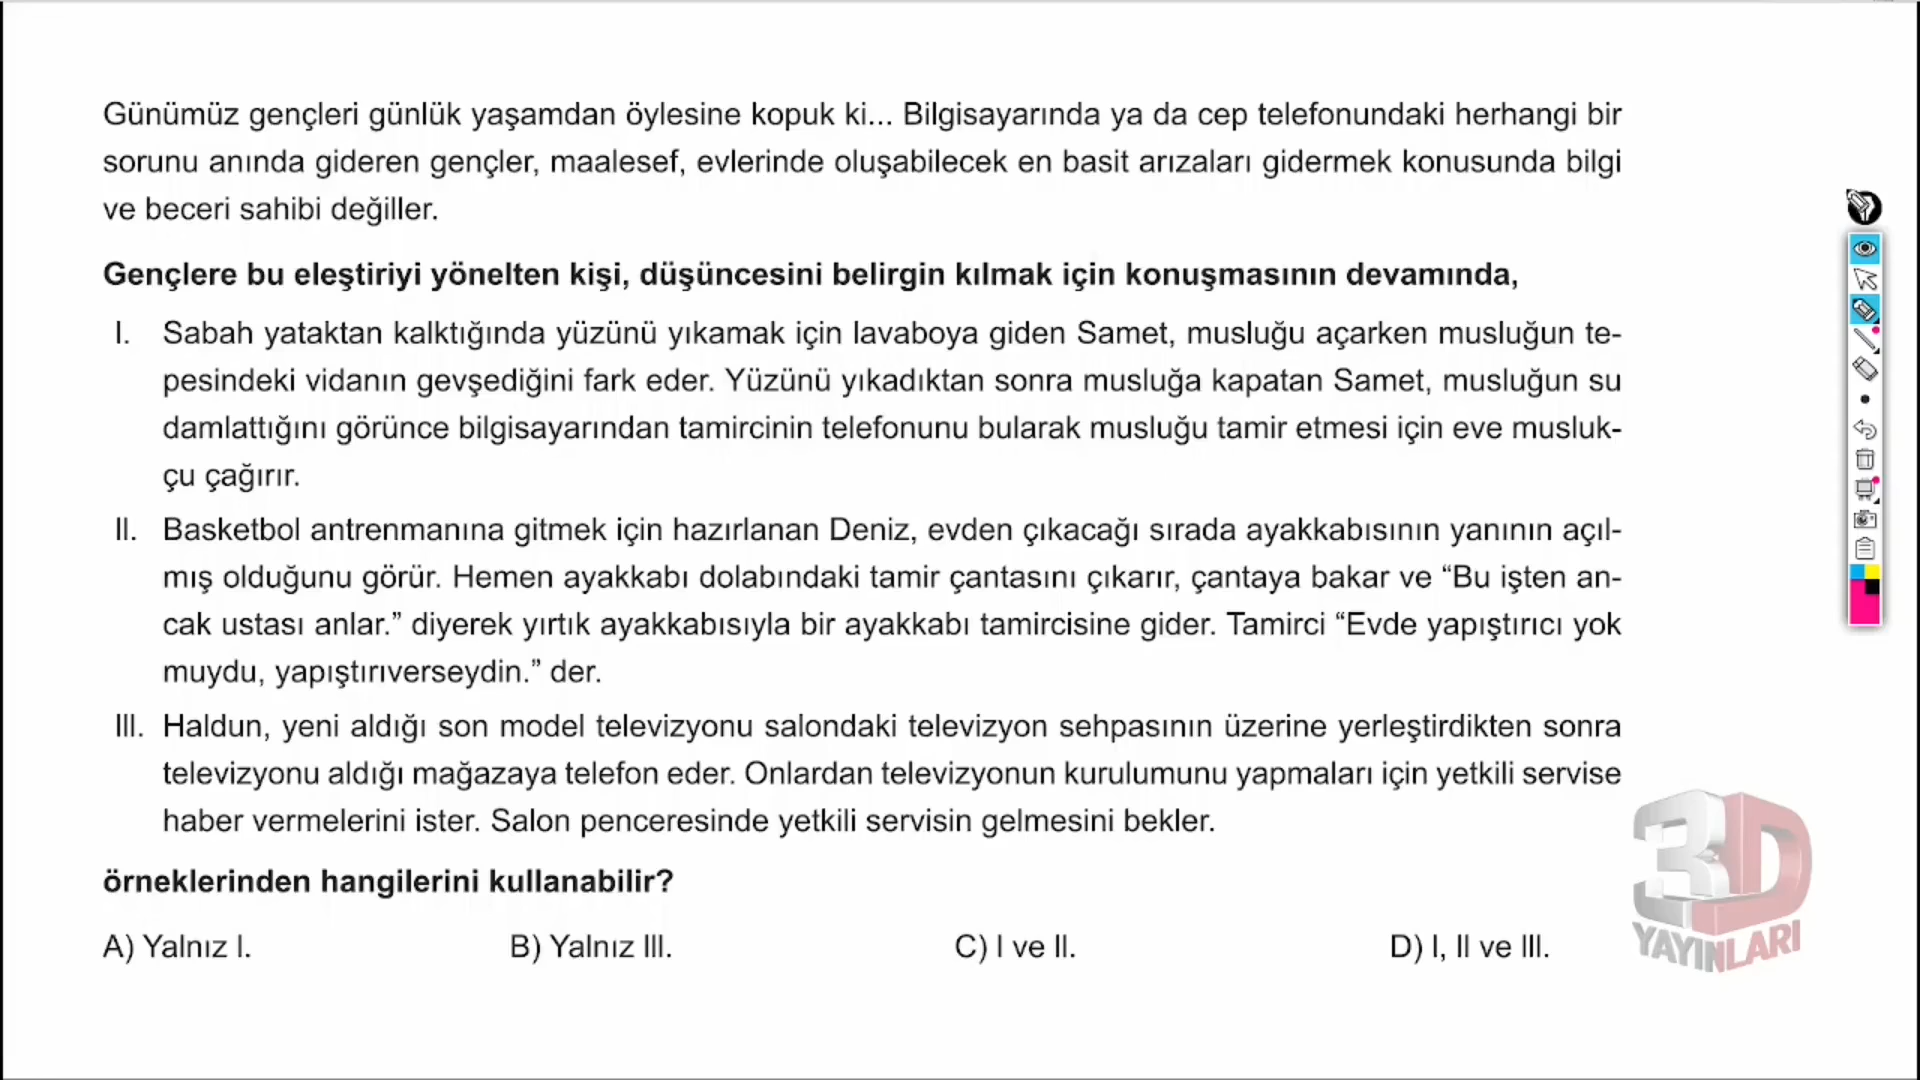 Günümüz gençleri günlük yaşamdan öylesine kopuk ki... Bilgisayarında ya da cep telefonundaki herhangi bir
sorunu anında gideren gençler, maalesef, evlerinde oluşabilecek en basit arızaları gidermek konusunda bilgi
ve beceri sahibi değiller.
Gençlere bu eleştiriyi yönelten kişi, düşüncesini belirgin kılmak için konuşmasının devamında,
I. Sabah yataktan kalktığında yüzünü yıkamak için lavaboya giden Samet, musluğu açarken musluğun te-
pesindeki vidanın gevşediğini fark eder. Yüzünü yıkadıktan sonra musluğa kapatan Samet, musluğun su
damlattığını görünce bilgisayarından tamircinin telefonunu bularak musluğu tamir etmesi için eve musluk-
çu çağırır.
II. Basketbol antrenmanına gitmek için hazırlanan Deniz, evden çıkacağı sırada ayakkabısının yanının açıl-
mış olduğunu görür. Hemen ayakkabı dolabındaki tamir çantasını çıkarır, çantaya bakar ve “Bu işten an-
cak ustası anlar.” diyerek yırtık ayakkabısıyla bir ayakkabı tamircisine gider. Tamirci “Evde yapıştırıcı yok
muydu, yapıştırıverseydin.” der.
III. Haldun, yeni aldığı son model televizyonu salondaki televizyon sehpasının üzerine yerleştirdikten sonra
televizyonu aldığı mağazaya telefon eder. Onlardan televizyonun kurulumunu yapmaları için yetkili servise
haber vermelerini ister. Salon penceresinde yetkili servisin gelmesini bekler.
örneklerinden hangilerini kullanabilir?
A) Yalnız I. B) Yalnız III. C) I ve II. D) I, II ve III.
3D
YAYINLARI